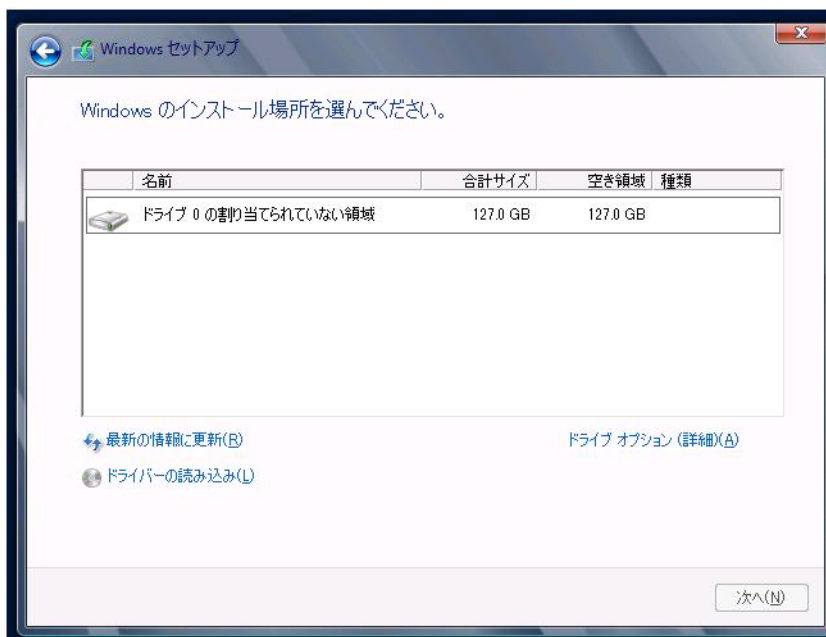 Windows セットアップ
Windows のインストール場所を選んでください。
名前 合計サイズ 空き領域 種類
ドライブ 0 の割り当てられていない領域 127.0 GB 127.0 GB
最新の情報に更新(R) ドライブ オプション (詳細)(A)
ドライバーの読み込み(L)
次へ(N)